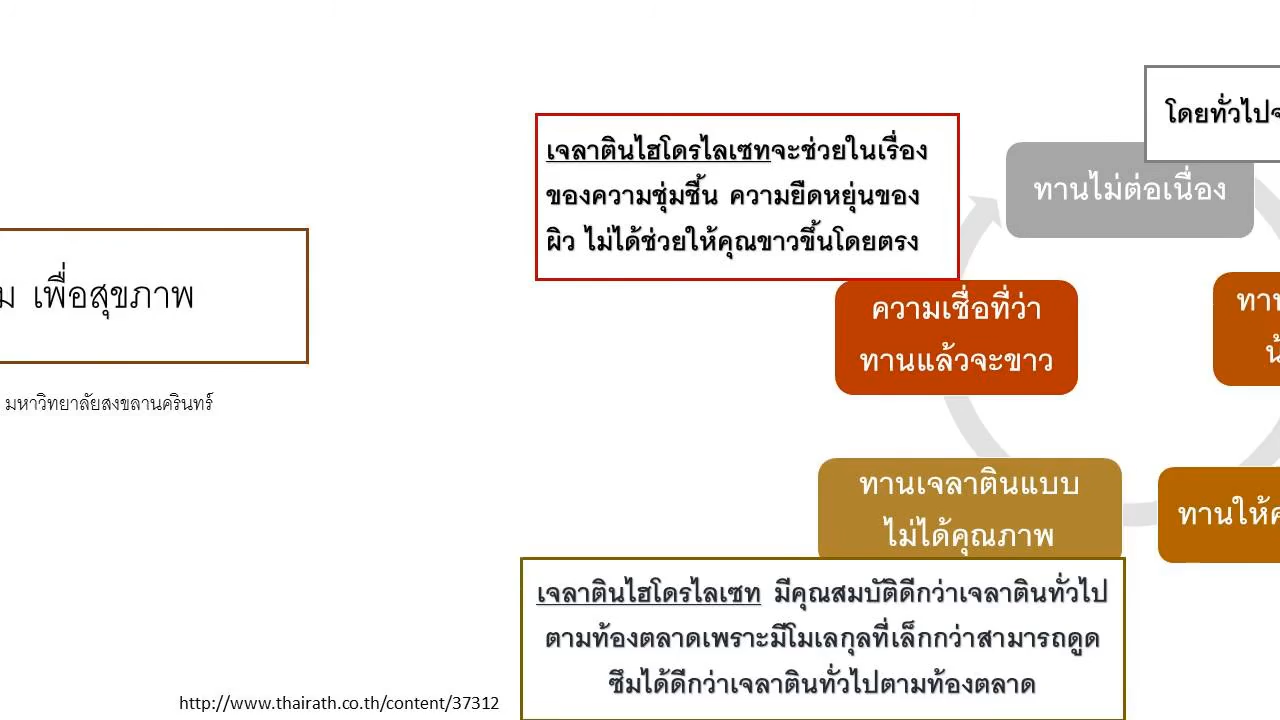 โดยทั่วไปจ
เจลาตินไฮโดรไลเซทจะช่วยในเรื่อง
ของความชุ่มชื้น ความยืดหยุ่นของ
ผิว ไม่ได้ช่วยให้คุณขาวขึ้นโดยตรง
ทานไม่ต่อเนื่อง
ม เพื่อสุขภาพ
มหาวิทยาลัยสงขลานครินทร์
ความเชื่อที่ว่า
ทานแล้วจะขาว
ทานเจลาตินแบบ
ไม่ได้คุณภาพ
ทานให้
เจลาตินไฮโดรไลเซท มีคุณสมบัติดีกว่าเจลาตินทั่วไป
ตามท้องตลาดเพราะมีโมเลกุลที่เล็กกว่าสามารถดูด
ซึมได้ดีกว่าเจลาตินทั่วไปตามท้องตลาด
http://www.thairath.co.th/content/37312